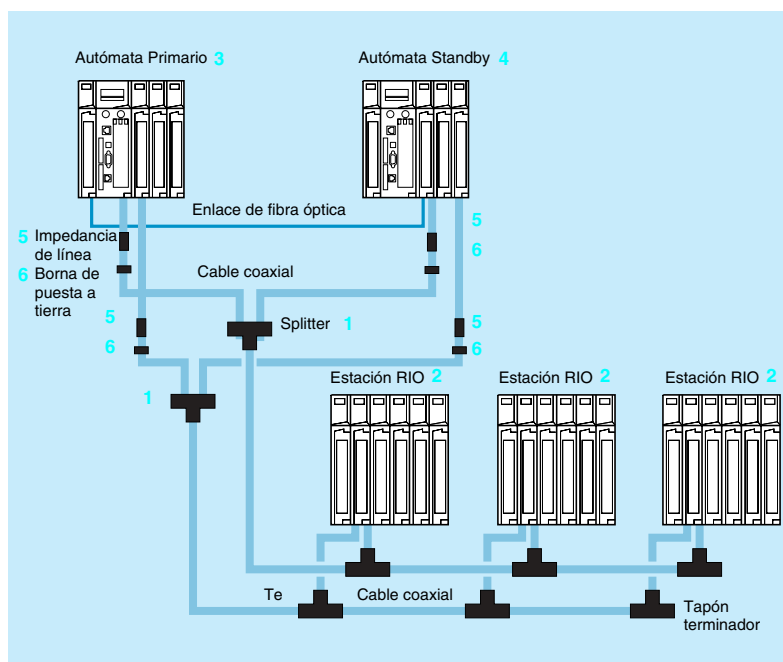 Autómata Primario 3
Autómata Standby 4
Enlace de fibra óptica
5 Impedancia
de línea
5
6 Borna de
puesta a
tierra
6
Cable coaxial
5
6
Splitter 1
5
6
1
Estación RIO 2
Estación RIO 2
Estación RIO 2
Te
Cable coaxial
Tapón
terminador